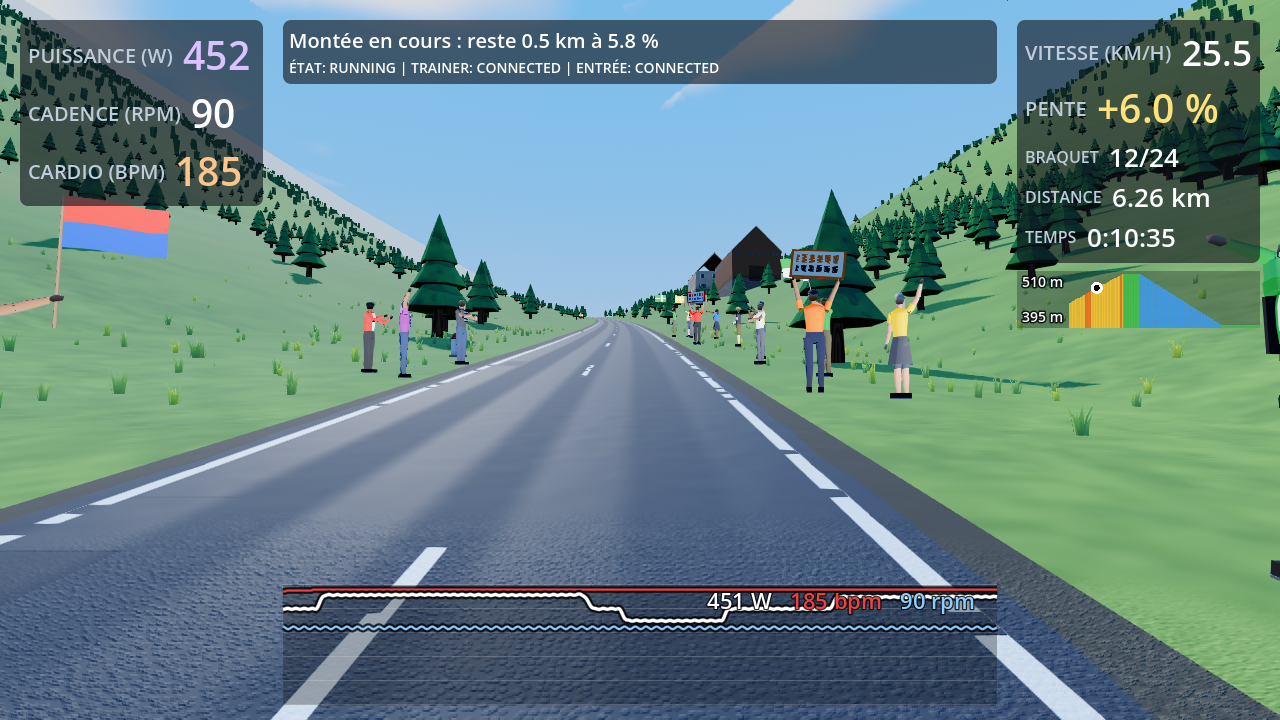 PUISSANCE (W) 452
CADENCE (RPM) 90
CARDIO (BPM) 185
Montée en cours : reste 0.5 km à 5.8 %
ÉTAT: RUNNING | TRAINER: CONNECTED | ENTRÉE: CONNECTED
VITESSE (KM/H) 25.5
PENTE +6.0 %
BRAQUET 12/24
DISTANCE 6.26 km
TEMPS 0:10:35
510 m
395 m
451 W 185 bpm 90 rpm